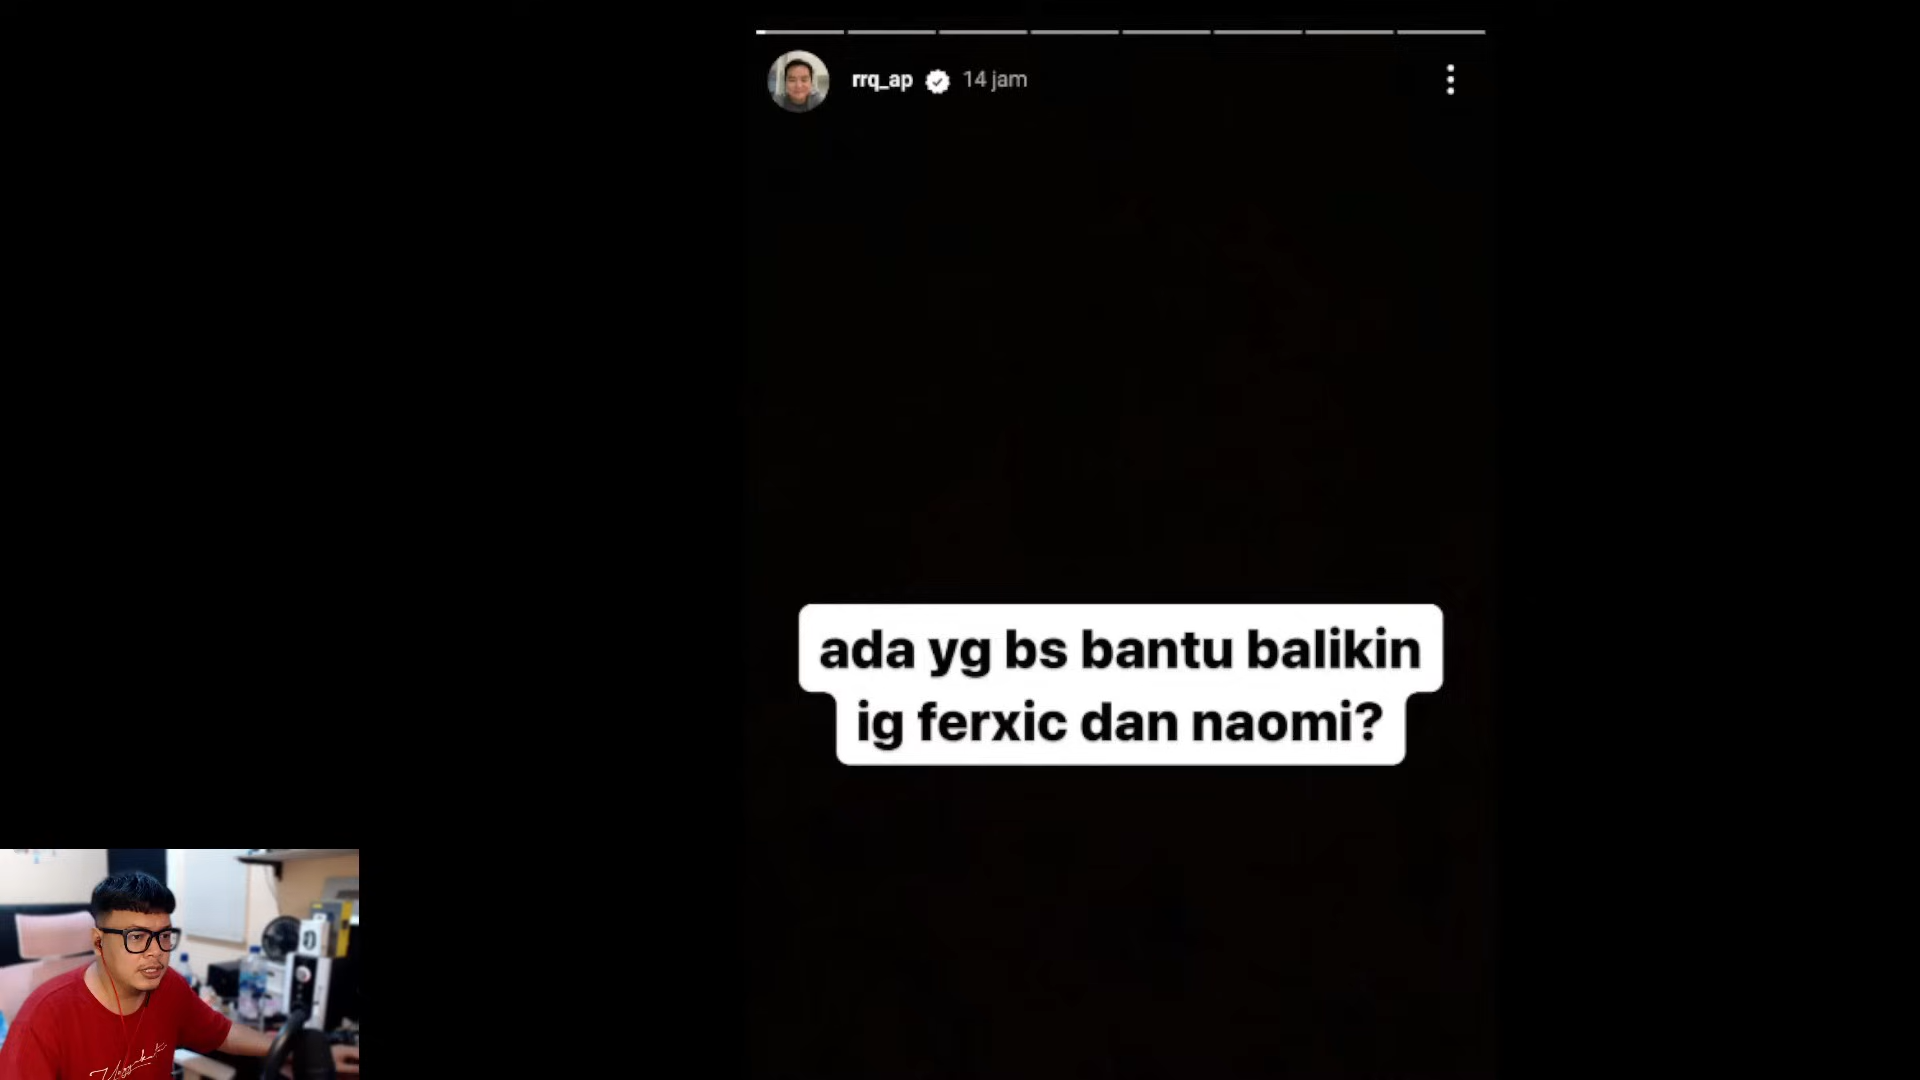 rrq_ap 14 jam
ada yg bs bantu balikin
ig ferxic dan naomi?